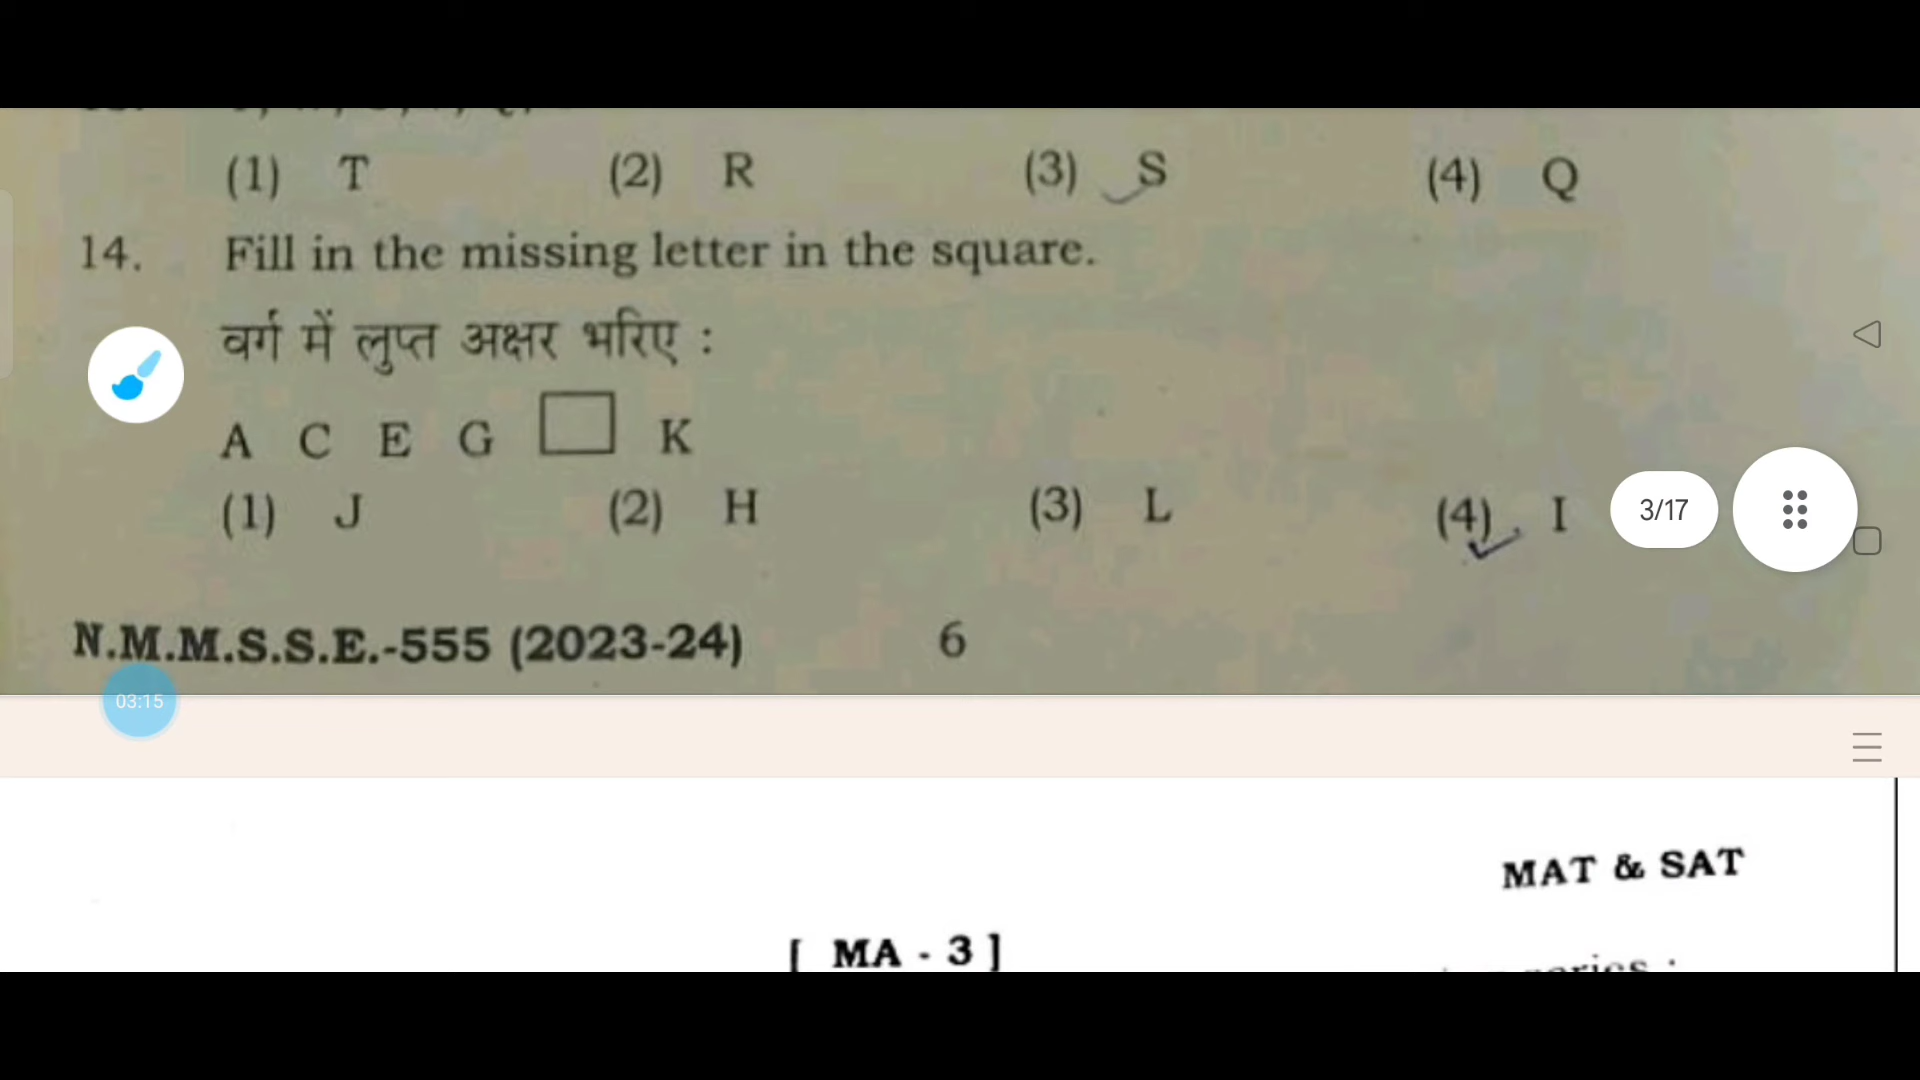 (1) T (2) R (3) S (4) Q
14. Fill in the missing letter in the square.
वर्ग में लुप्त अक्षर भरिए :
A C E G K
(1) J (2) H (3) L (4) I
3/17
N.M.M.S.S.E.-555 (2023-24) 6
03:15
MAT & SAT
[ MA - 3 ]